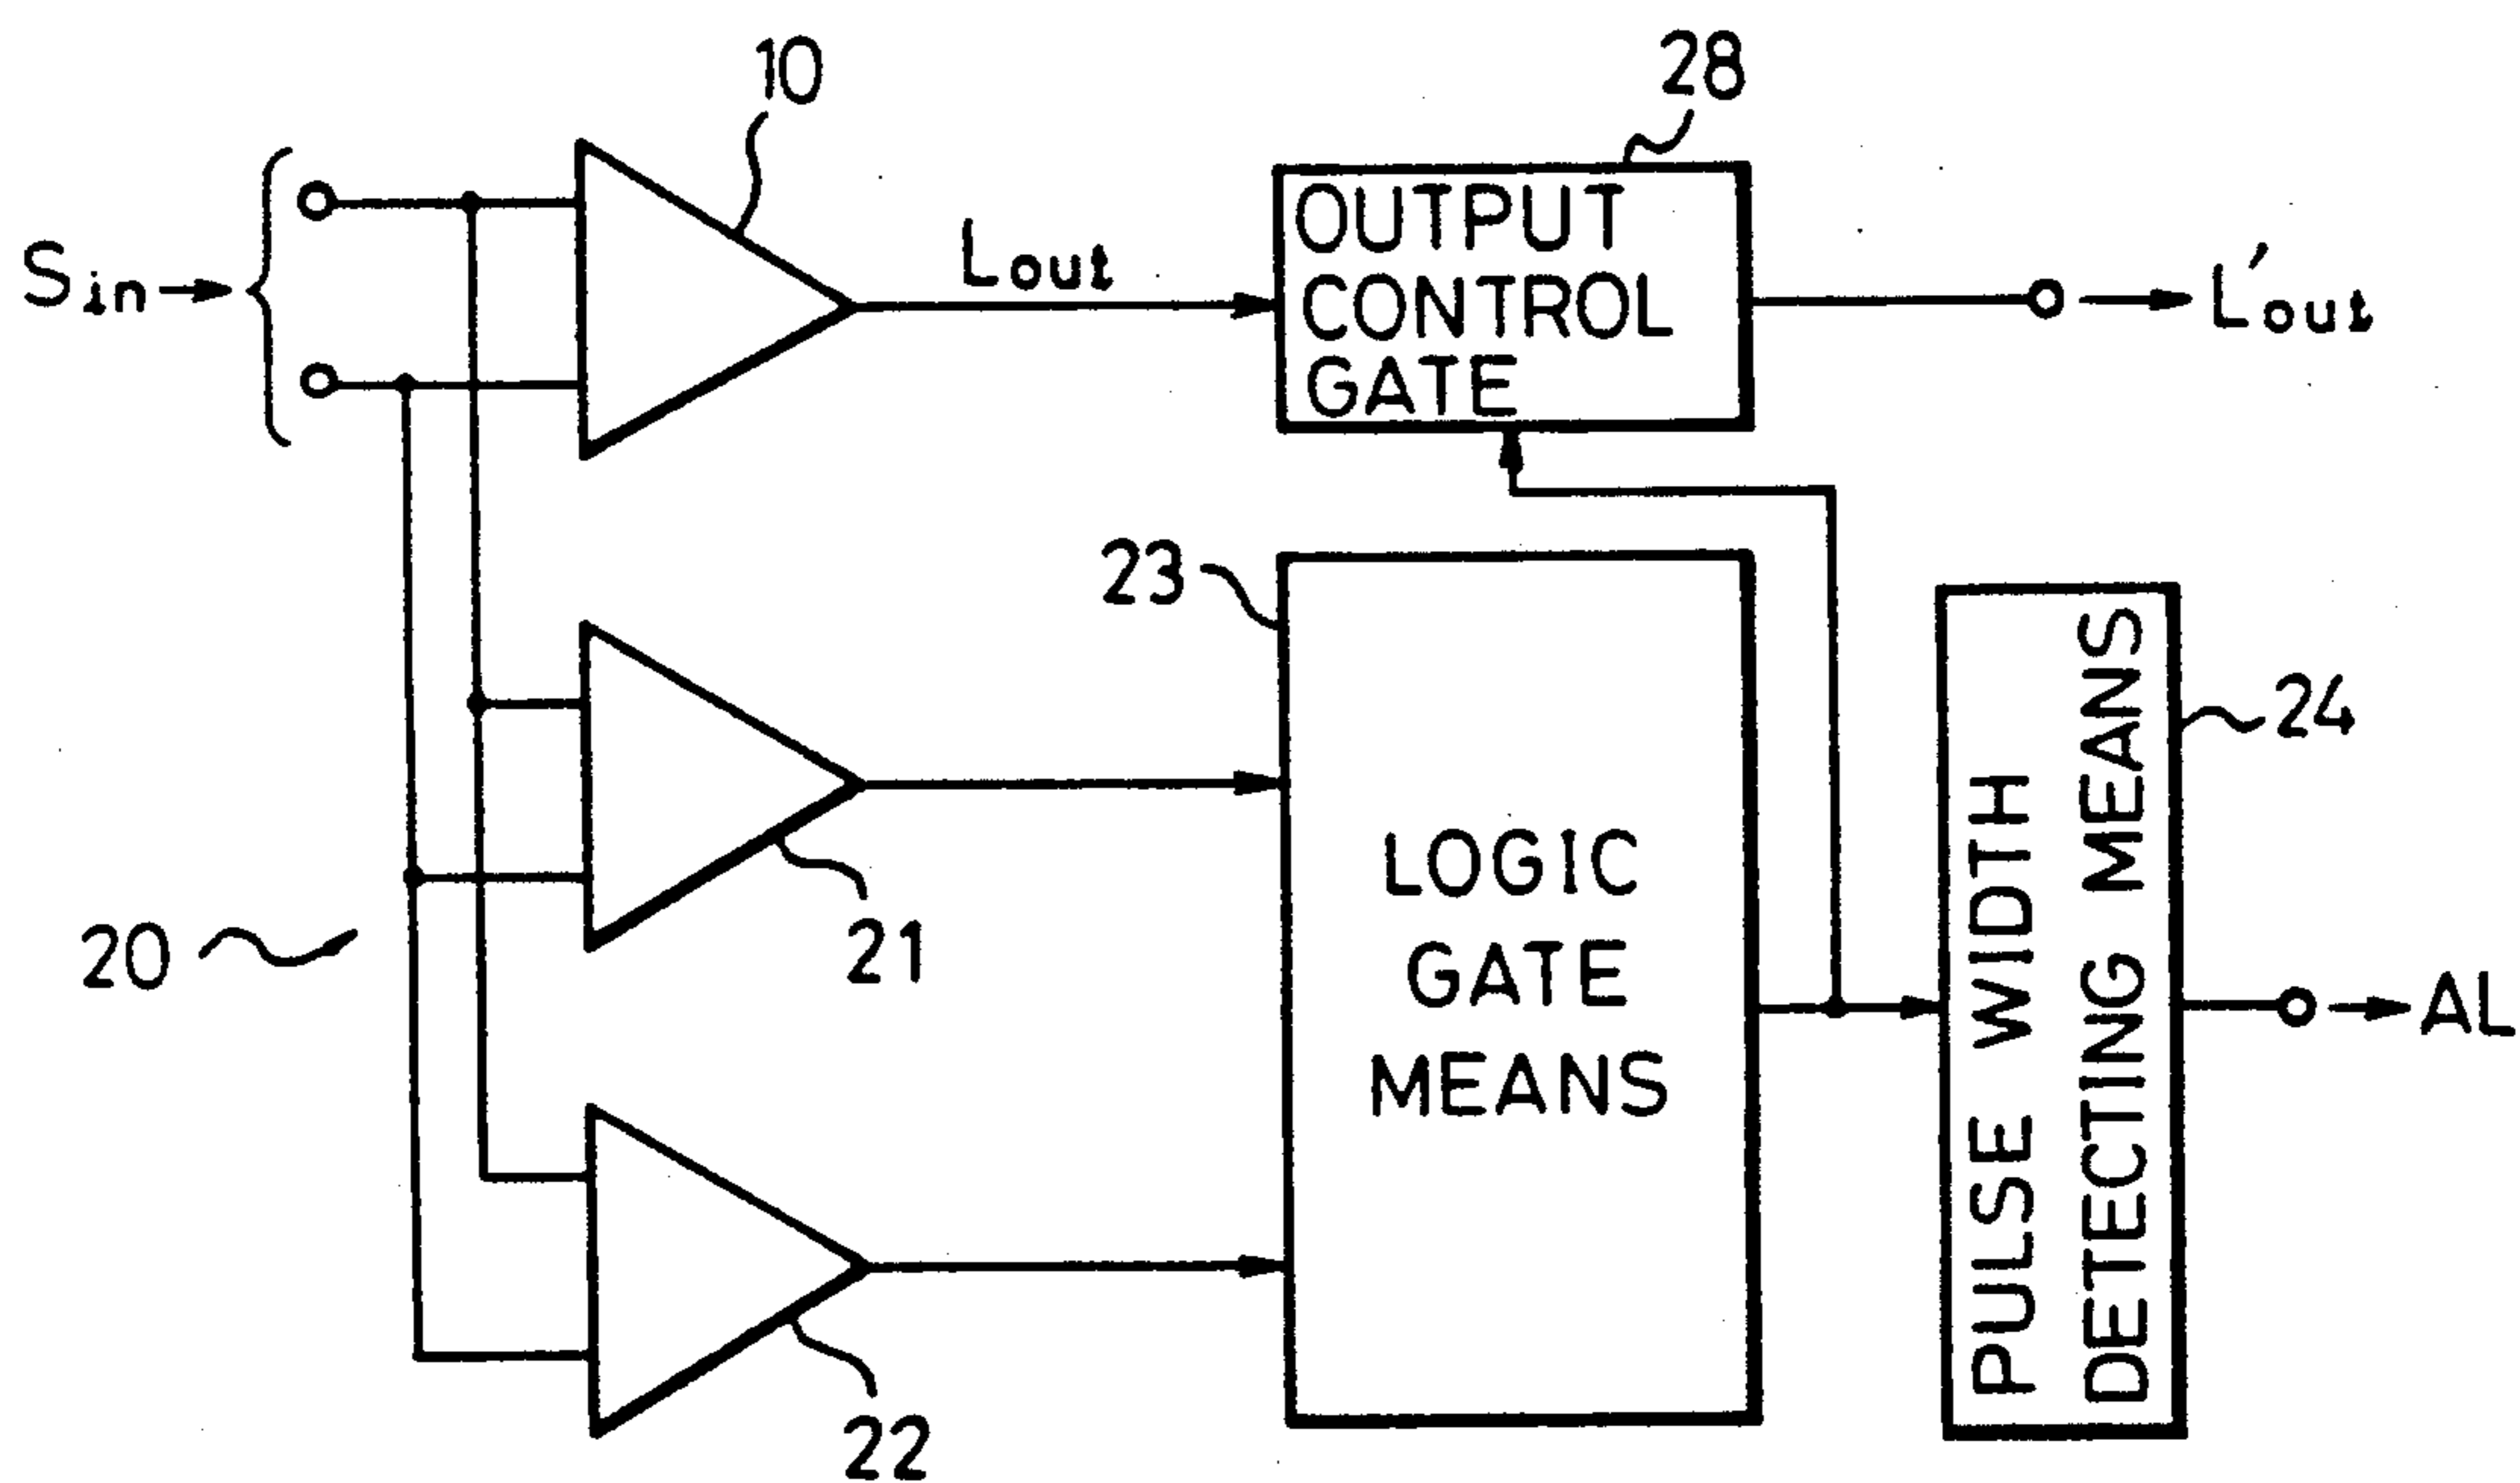 10
28
Sin
Lout
OUTPUT
CONTROL
GATE
L'out
23
24
21
20
LOGIC
GATE
MEANS
PULSE WIDTH
DETECTING MEANS
AL
22